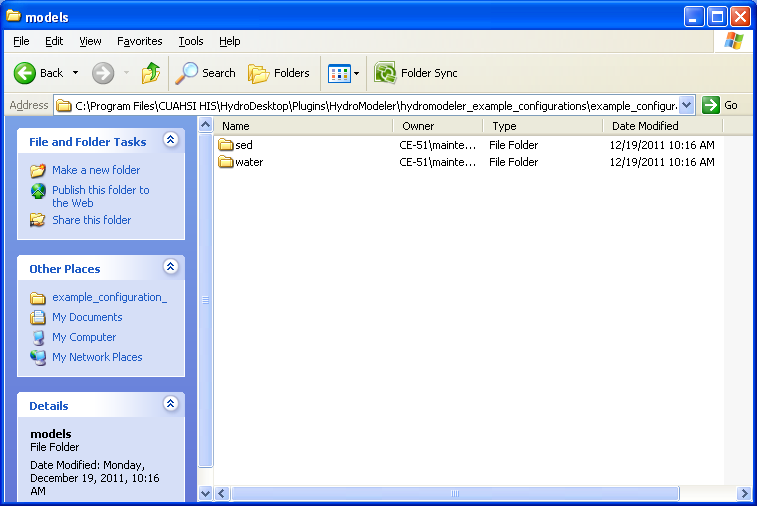 models
File Edit View Favorites Tools Help
Back Search Folders Folder Sync
Address C:\Program Files\CUAHSI HIS\HydroDesktop\Plugins\HydroModeler\hydromodeler_example_configurations\example_configura Go
File and Folder Tasks
Make a new folder
Publish this folder to
the Web
Share this folder
Other Places
example_configuration_
My Documents
My Computer
My Network Places
Details
models
File Folder
Date Modified: Monday,
December 19, 2011, 10:16
AM
Name Owner Type Date Modified
sed CE-51\mainte... File Folder 12/19/2011 10:16 AM
water CE-51\mainte... File Folder 12/19/2011 10:16 AM